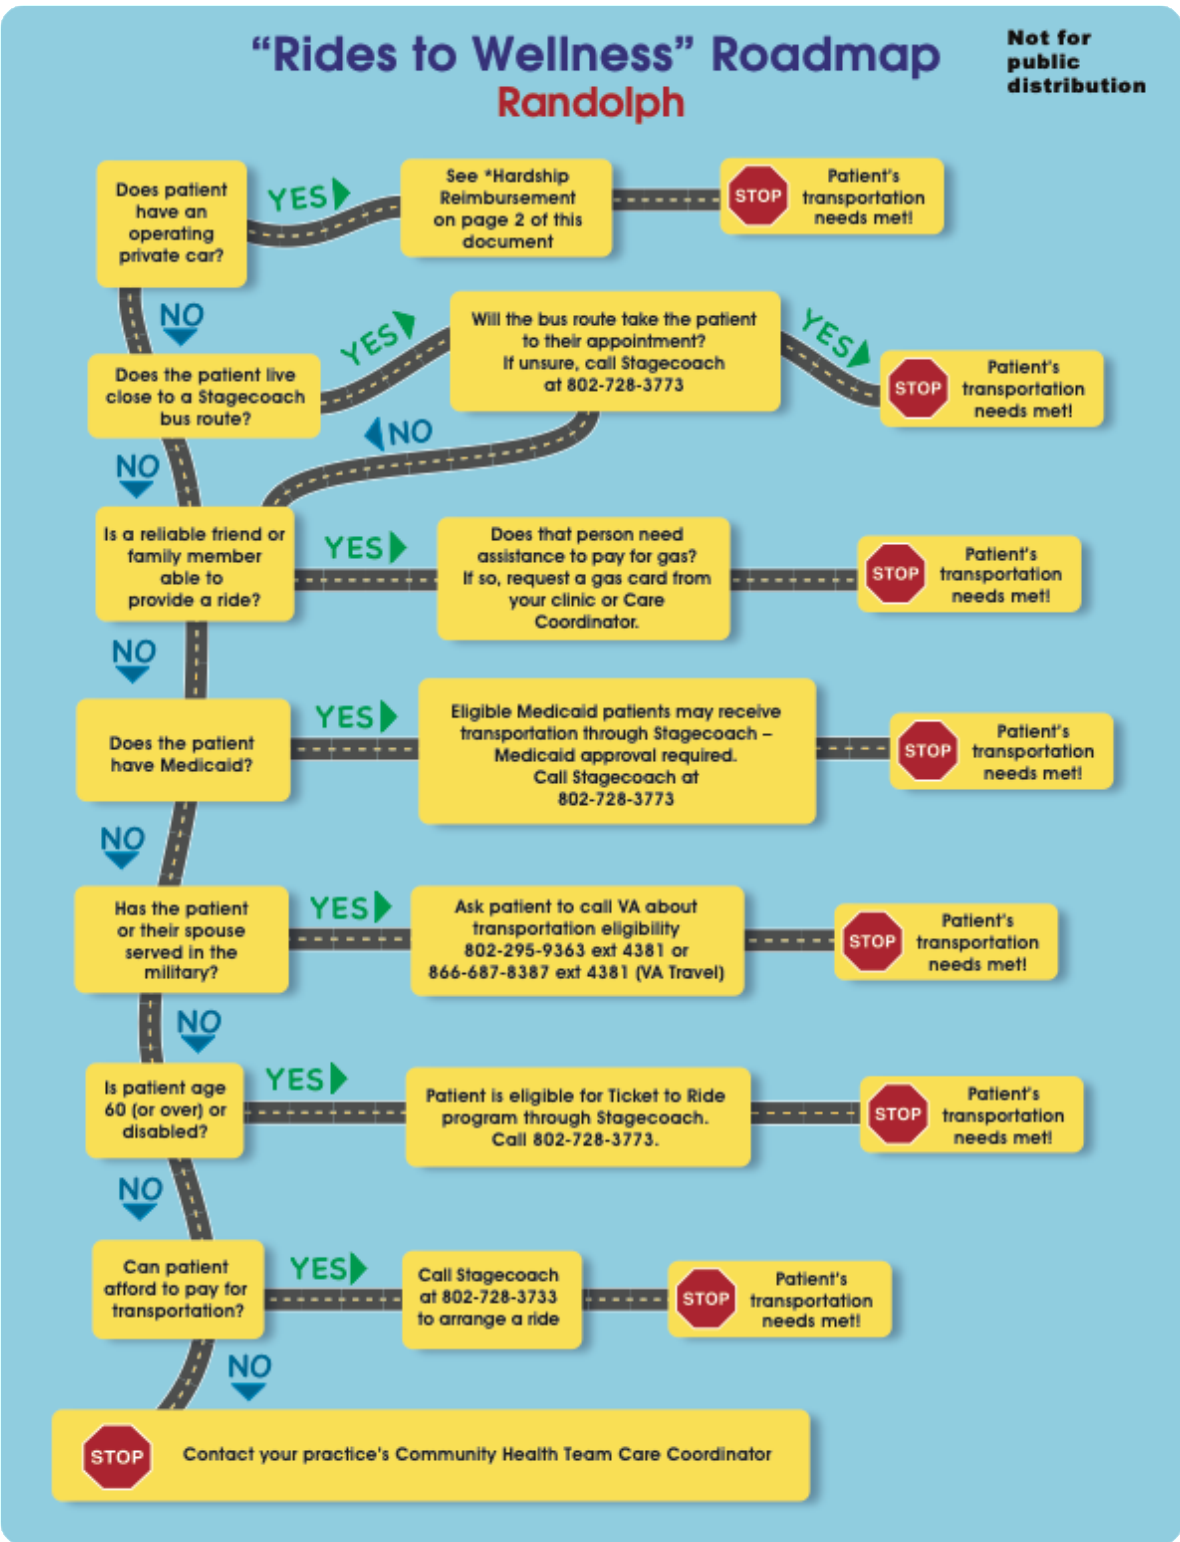 “Rides to Wellness” Roadmap
Randolph
Not for
public
distribution
Does patient
have an
operating
private car?
YES
See *Hardship
Reimbursement
on page 2 of this
document
STOP
Patient's
transportation
needs met!
NO
Does the patient live
close to a Stagecoach
bus route?
YES
Will the bus route take the patient
to their appointment?
If unsure, call Stagecoach
at 802-728-3773
YES
STOP
Patient's
transportation
needs met!
NO
NO
Is a reliable friend or
family member
able to
provide a ride?
YES
Does that person need
assistance to pay for gas?
If so, request a gas card from
your clinic or Care
Coordinator.
STOP
Patient's
transportation
needs met!
NO
Does the patient
have Medicaid?
YES
Eligible Medicaid patients may receive
transportation through Stagecoach –
Medicaid approval required.
Call Stagecoach at
802-728-3773
STOP
Patient's
transportation
needs met!
NO
Has the patient
or their spouse
served in the
military?
YES
Ask patient to call VA about
transportation eligibility
802-295-9363 ext 4381 or
866-687-8387 ext 4381 (VA Travel)
STOP
Patient's
transportation
needs met!
NO
Is patient age
60 (or over) or
disabled?
YES
Patient is eligible for Ticket to Ride
program through Stagecoach.
Call 802-728-3773.
STOP
Patient's
transportation
needs met!
NO
Can patient
afford to pay for
transportation?
YES
Call Stagecoach
at 802-728-3733
to arrange a ride
STOP
Patient's
transportation
needs met!
NO
STOP
Contact your practice's Community Health Team Care Coordinator